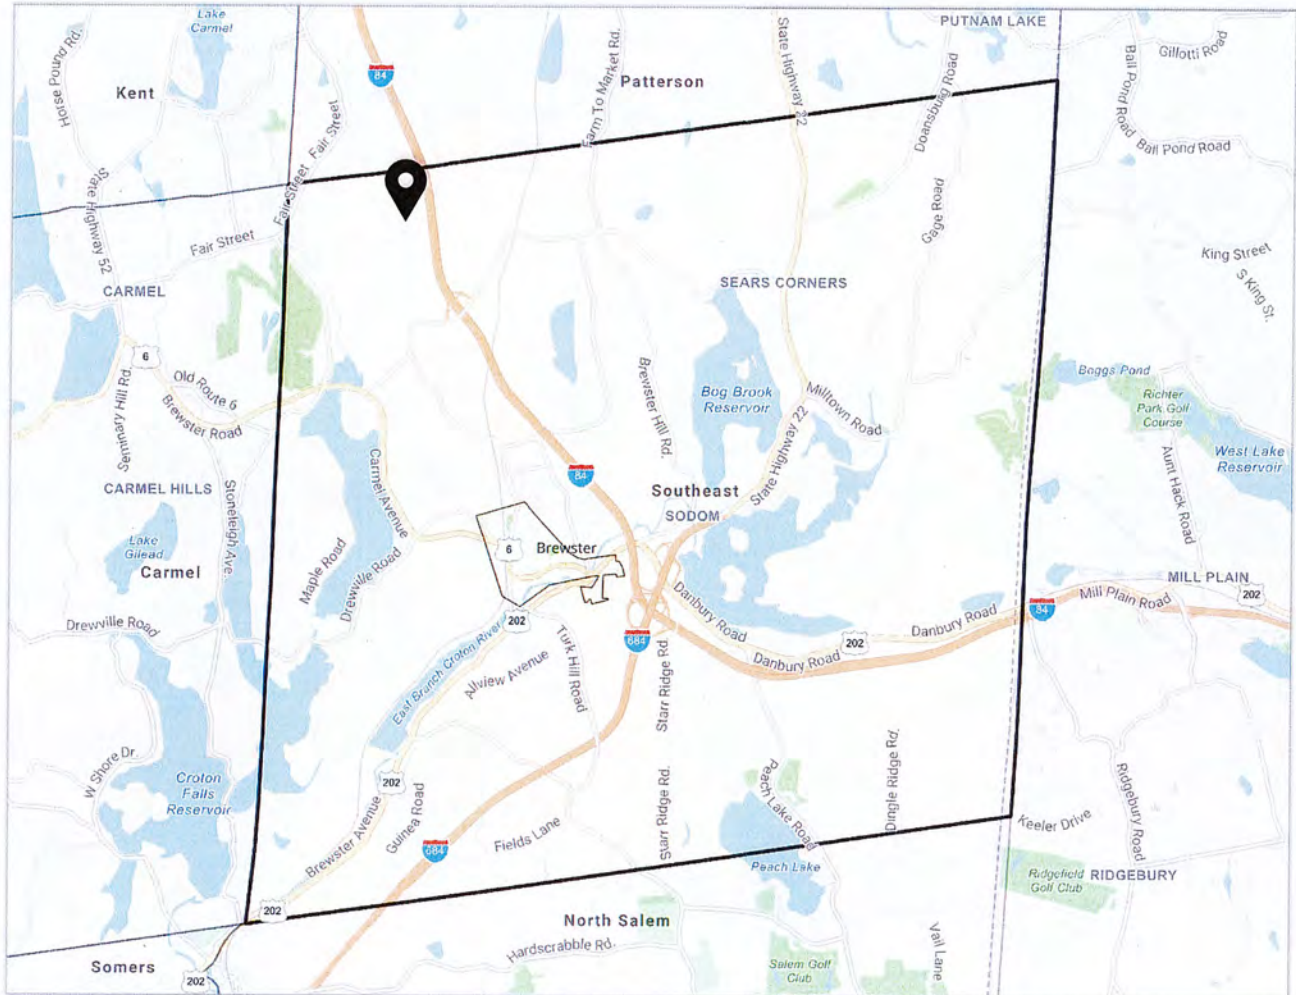 Lake
Carmel
PUTNAM LAKE
Horse Pound Rd.
Kent
84
Patterson
Farm To Market Rd.
State Highway 22
Doansburg Road
Ball Pond Road
Gillotti Road
Ball Pond Road
Fair Street
Fair Street
State Highway 52
Fair Street
Gage Road
King Street
S King St.
CARMEL
SEARS CORNERS
6
Old Route 6
Brewster Road
Seminary Hill Rd.
Brewster Hill Rd.
Bog Brook
Reservoir
Milltown Road
State Highway 22
Boggs Pond
Richter
Park Golf
Course
West Lake
Reservoir
Aunt Hack Road
Carmel Avenue
84
CARMEL HILLS
Stoneleigh Ave.
Southeast
SODOM
Lake
Gilead
Carmel
Maple Road
Drewville Road
6
Brewster
MILL PLAIN
202
Mill Plain Road
84
Drewville Road
202
East Branch Croton River
Allview Avenue
Turk Hill Road
684
Starr Ridge Rd.
Danbury Road
Danbury Road
202
Danbury Road
W Shore Dr.
Croton
Falls
Reservoir
202
Brewster Avenue
Guinea Road
684
Fields Lane
Starr Ridge Rd.
Peach Lake Road
Dingle Ridge Rd.
Keeler Drive
Ridgebury Road
Peach Lake
Ridgefield
Golf Club
RIDGEBURY
202
North Salem
Hardscrabble Rd.
Vail Lane
Somers
202
Salem Golf
Club